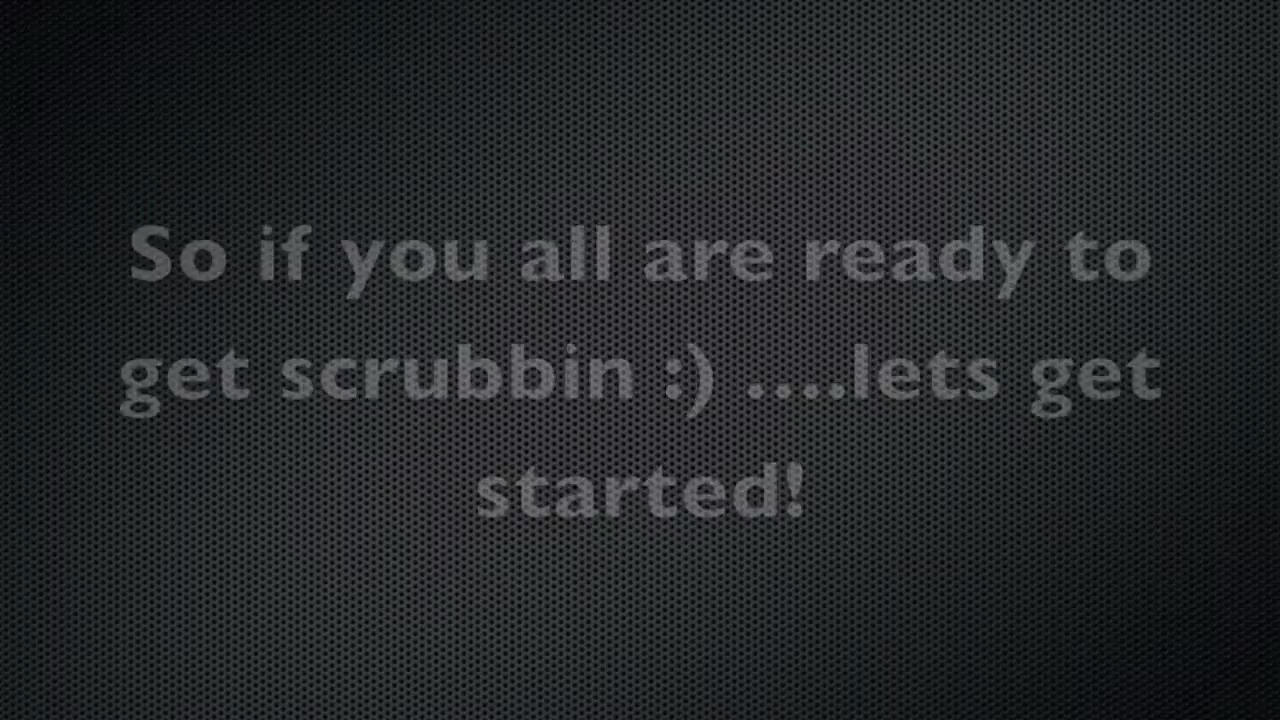 So if you all are ready to
get scrubbin :) ....lets get
started!